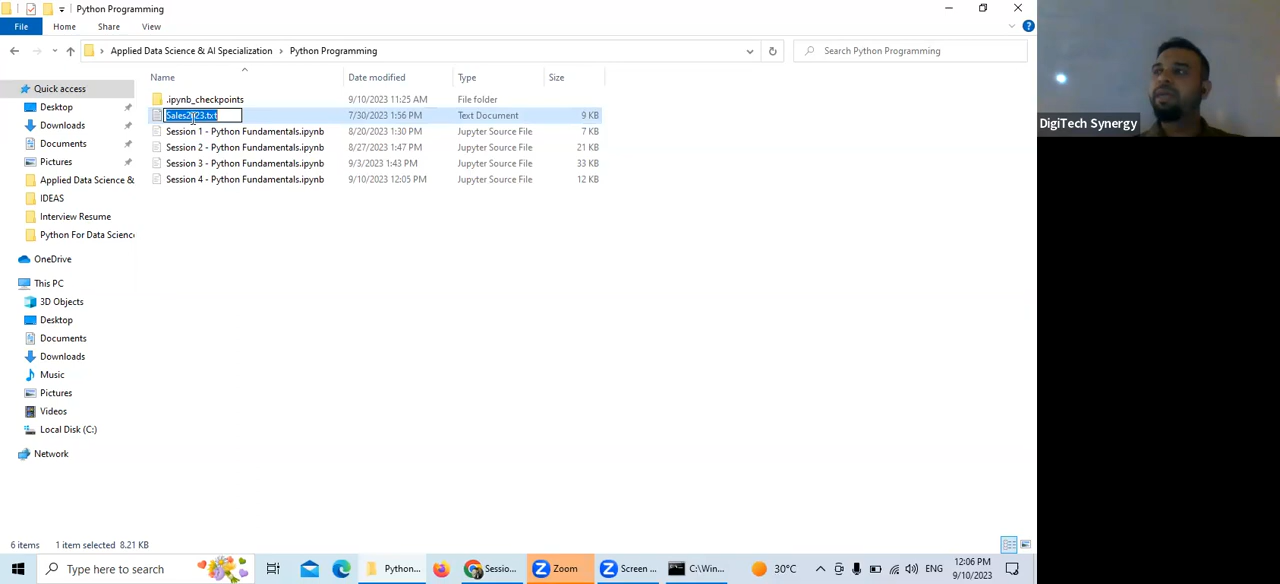 Python Programming
File Home Share View
Applied Data Science & AI Specialization > Python Programming
Search Python Programming
Name Date modified Type Size
Quick access
Desktop
Downloads
Documents
Pictures
Applied Data Science &
IDEAS
Interview Resume
Python For Data Scienc
OneDrive
This PC
3D Objects
Desktop
Documents
Downloads
Music
Pictures
Videos
Local Disk (C:)
Network
.ipynb_checkpoints 9/10/2023 11:25 AM File folder
Sales2023.txt 7/30/2023 1:56 PM Text Document 9 KB
Session 1 - Python Fundamentals.ipynb 8/20/2023 1:30 PM Jupyter Source File 7 KB
Session 2 - Python Fundamentals.ipynb 8/27/2023 1:47 PM Jupyter Source File 21 KB
Session 3 - Python Fundamentals.ipynb 9/3/2023 1:43 PM Jupyter Source File 33 KB
Session 4 - Python Fundamentals.ipynb 9/10/2023 12:05 PM Jupyter Source File 12 KB
DigiTech Synergy
6 items 1 item selected 8.21 KB
Type here to search
Python...
Sessio...
Zoom
Screen ...
C:\Win...
30°C
ENG
12:06 PM
9/10/2023